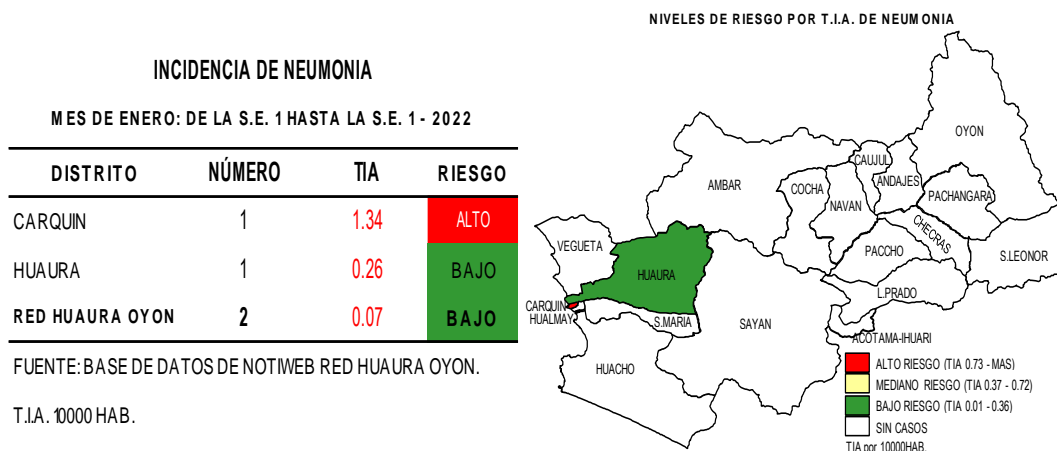 INCIDENCIA DE NEUMONIA
MES DE ENERO: DE LA S.E. 1 HASTA LA S.E. 1 - 2022
DISTRITO NÚMERO TIA RIESGO
CARQUIN 1 1.34 ALTO
HUAURA 1 0.26 BAJO
RED HUAURA OYON 2 0.07 BAJO
FUENTE: BASE DE DATOS DE NOTIWEB RED HUAURA OYON.
T.I.A. 10000 HAB.
NIVELES DE RIESGO POR T.I.A. DE NEUMONIA
OYON
CAUJUL
ANDAJES
AMBAR
COCHA
NAVAN
PACHANGARA
CHECRAS
VEGUETA
HUAURA
PACCHO
S.LEONOR
L.PRADO
CARQUIN
HUALMAY
S.MARIA
SAYAN
ACOTAMA-IHUARI
HUACHO
ALTO RIESGO (TIA 0.73 - MAS)
MEDIANO RIESGO (TIA 0.37 - 0.72)
BAJO RIESGO (TIA 0.01 - 0.36)
SIN CASOS
TIA por 10000HAB.